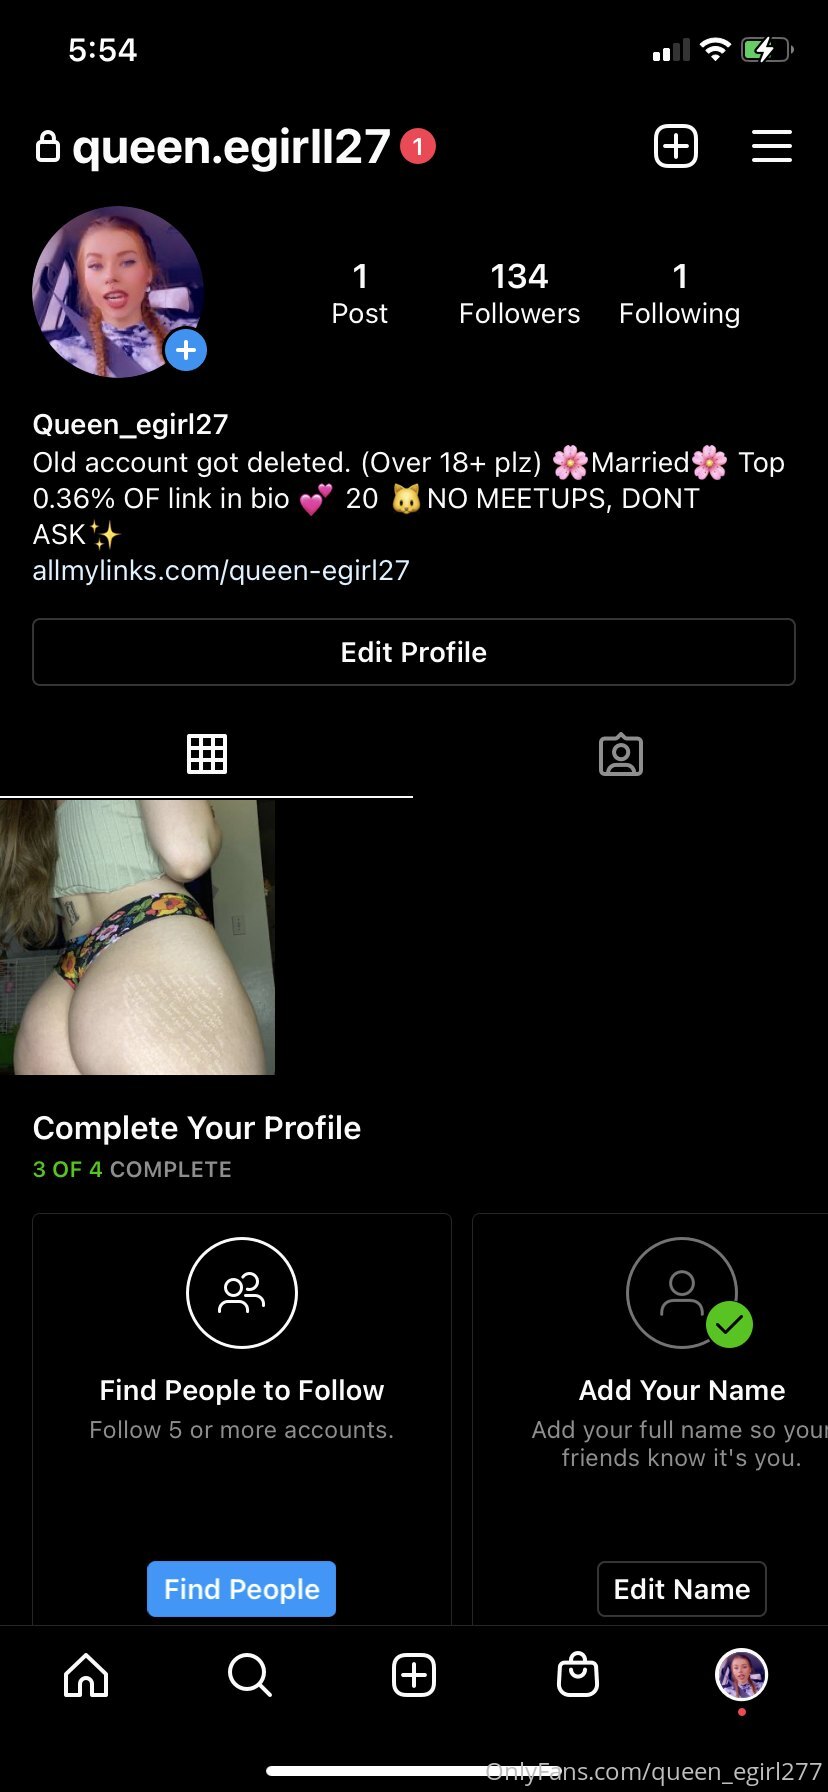 5:54
queen.egirll27 1
1 134 1
Post Followers Following
Queen_egirl27
Old account got deleted. (Over 18+ plz) 🌸Married🌸 Top
0.36% OF link in bio 💕 20 🐱NO MEETUPS, DONT
ASK✨
allmylinks.com/queen-egirl27
Edit Profile
Complete Your Profile
3 OF 4 COMPLETE
Find People to Follow
Follow 5 or more accounts.
Find People
Add Your Name
Add your full name so your
friends know it's you.
Edit Name
OnlyFans.com/queen_egirl277